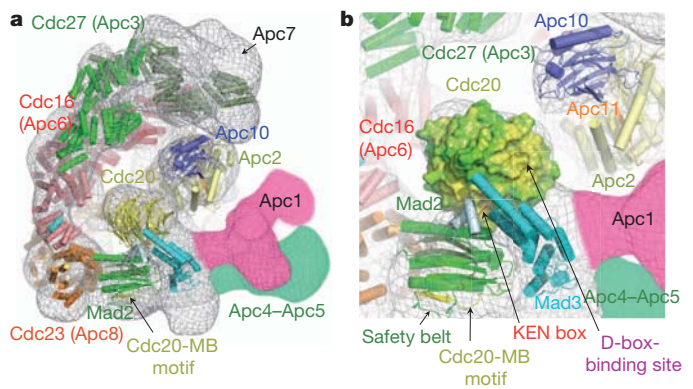 a
Cdc27 (Apc3)
Apc7
Cdc16
(Apc6)
Apc10
Apc2
Cdc20
Apc1
Mad2
Apc4–Apc5
Cdc23 (Apc8)
Cdc20-MB
motif
b
Apc10
Cdc27 (Apc3)
Cdc20
Apc11
Cdc16
(Apc6)
Apc2
Mad2
Apc1
Mad3
Apc4–Apc5
Safety belt
KEN box
Cdc20-MB
motif
D-box-
binding site